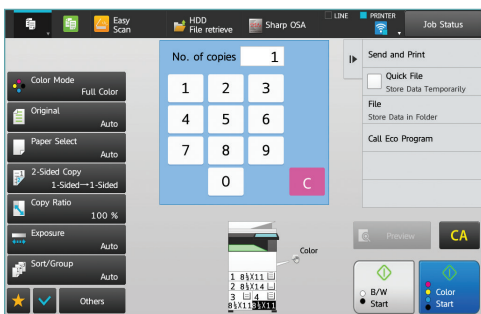 Easy
Scan
HDD
File retrieve
Sharp OSA
LINE
PRINTER
Job Status
No. of copies
1
Color Mode
Full Color
Original
Auto
Paper Select
Auto
2-Sided Copy
1-Sided→1-Sided
Copy Ratio
100 %
Exposure
Auto
Sort/Group
Auto
Others
1 2 3
4 5 6
7 8 9
0 C
Color
1 8½X11
2 8½X14
3 4
8½X11 8½X11
Send and Print
Quick File
Store Data Temporarily
File
Store Data in Folder
Call Eco Program
Preview
CA
B/W
Start
Color
Start